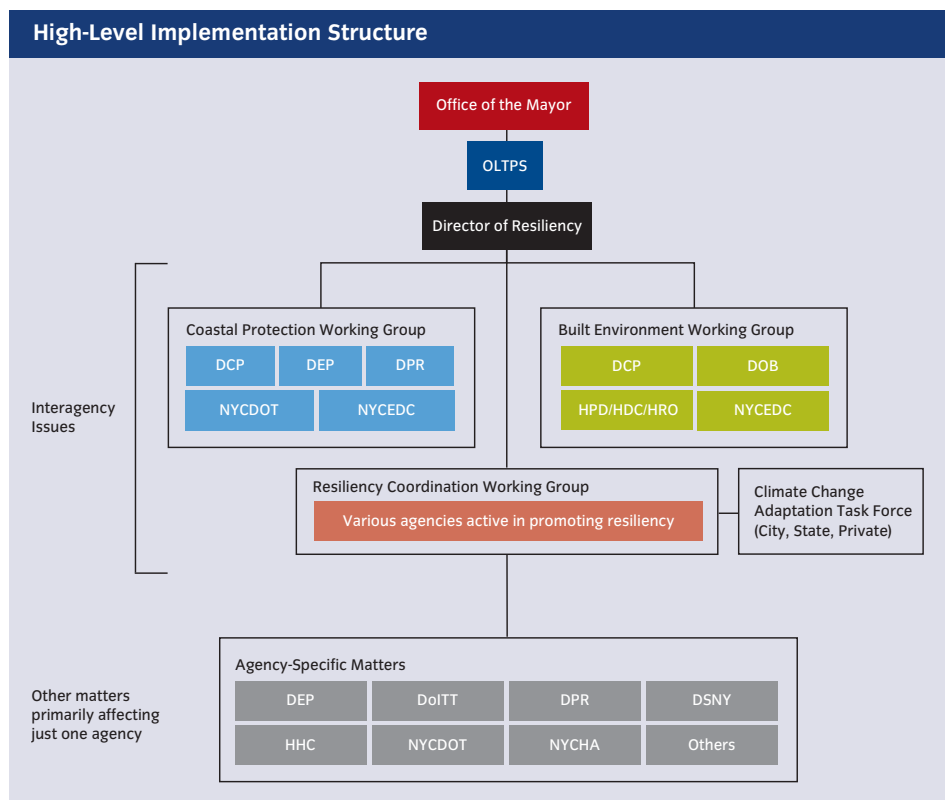 High-Level Implementation Structure
Office of the Mayor
OLTPS
Director of Resiliency
Interagency
Issues
Coastal Protection Working Group
DCP
DEP
DPR
NYCDOT
NYCEDC
Built Environment Working Group
DCP
DOB
HPD/HDC/HRO
NYCEDC
Resiliency Coordination Working Group
Various agencies active in promoting resiliency
Climate Change
Adaptation Task Force
(City, State, Private)
Other matters
primarily affecting
just one agency
Agency-Specific Matters
DEP
DoITT
DPR
DSNY
HHC
NYCDOT
NYCHA
Others